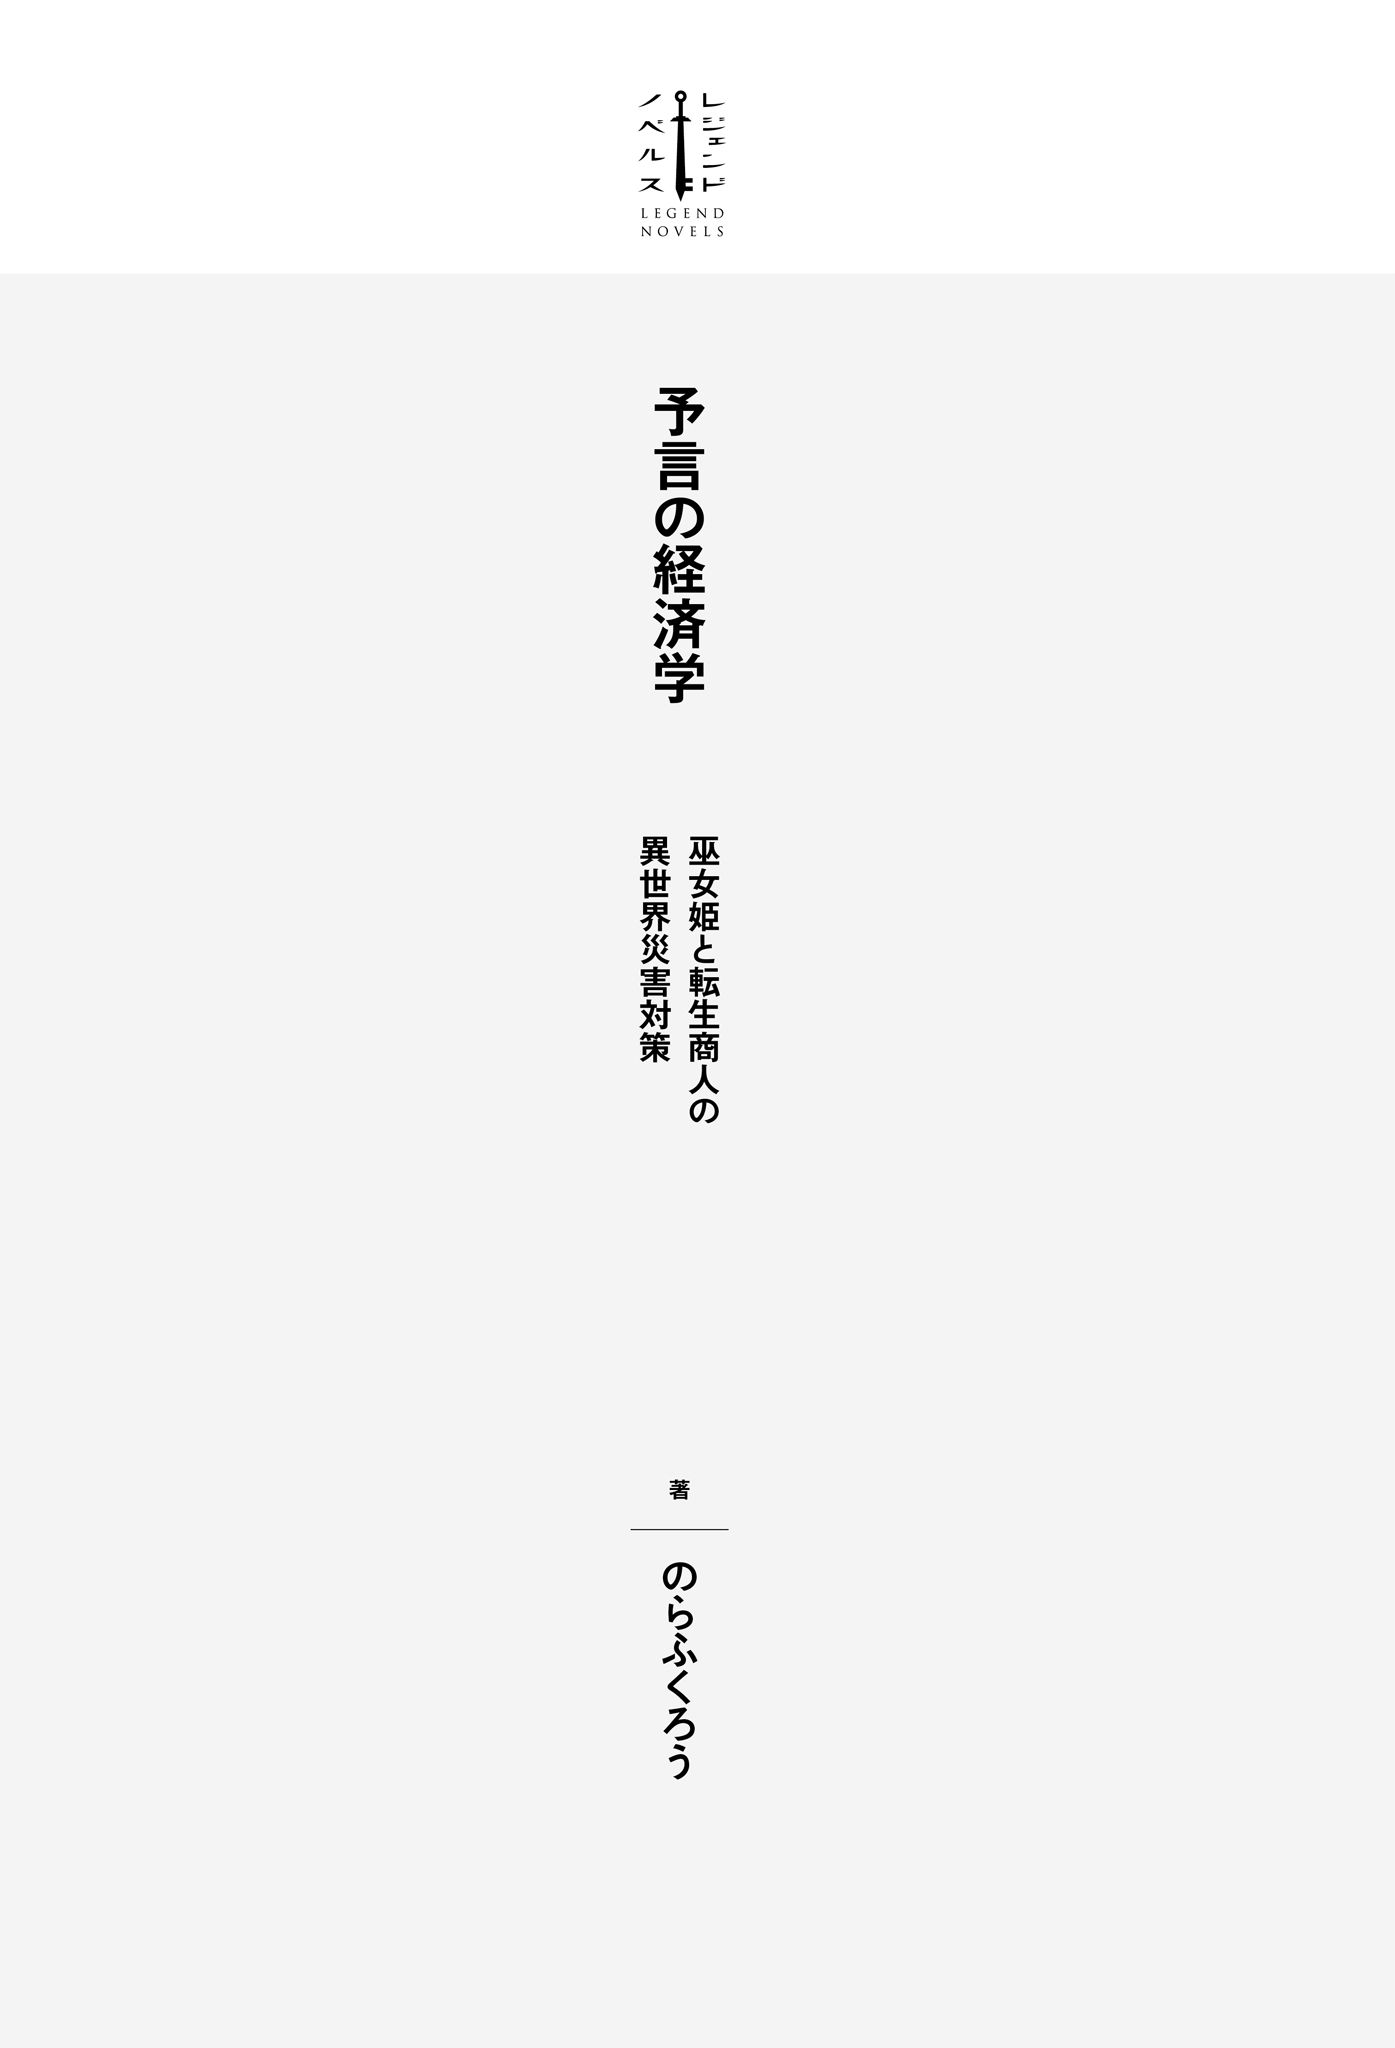 レジェンド
ノベルス
LEGEND
NOVELS
予言の経済学
巫女姫と転生商人の
異世界災害対策
著
のらふくろう